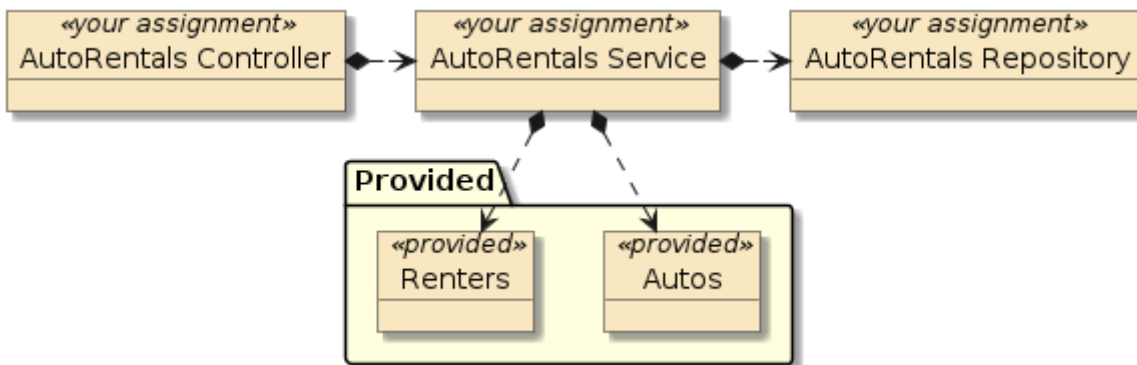 «your assignment»
AutoRentals Controller
«your assignment»
AutoRentals Service
«your assignment»
AutoRentals Repository
Provided
«provided»
Renters
«provided»
Autos